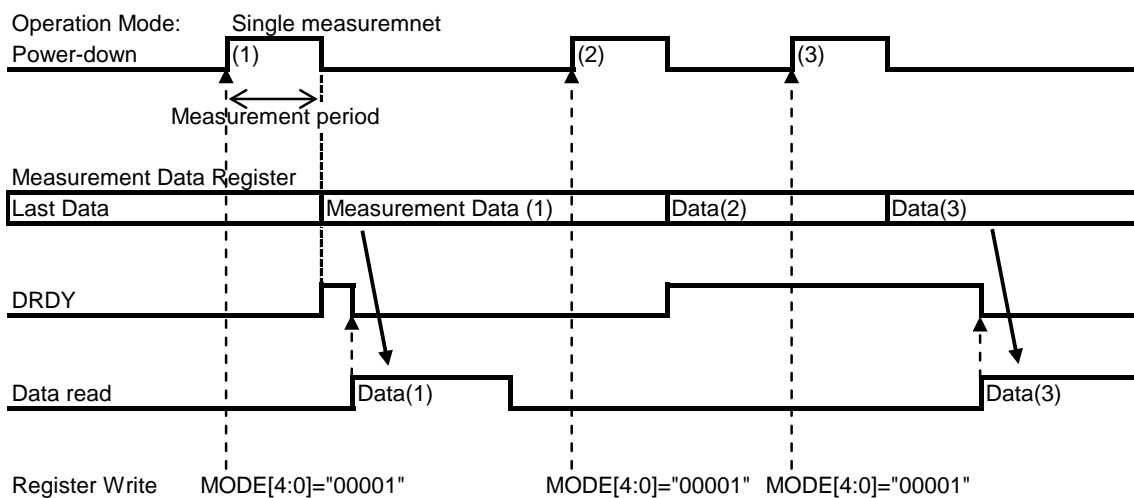 Operation Mode: Single measuremnet
Power-down (1) (2) (3)
Measurement period
Measurement Data Register
Last Data Measurement Data (1) Data(2) Data(3)
DRDY
Data read Data(1) Data(3)
Register Write MODE[4:0]="00001" MODE[4:0]="00001" MODE[4:0]="00001"